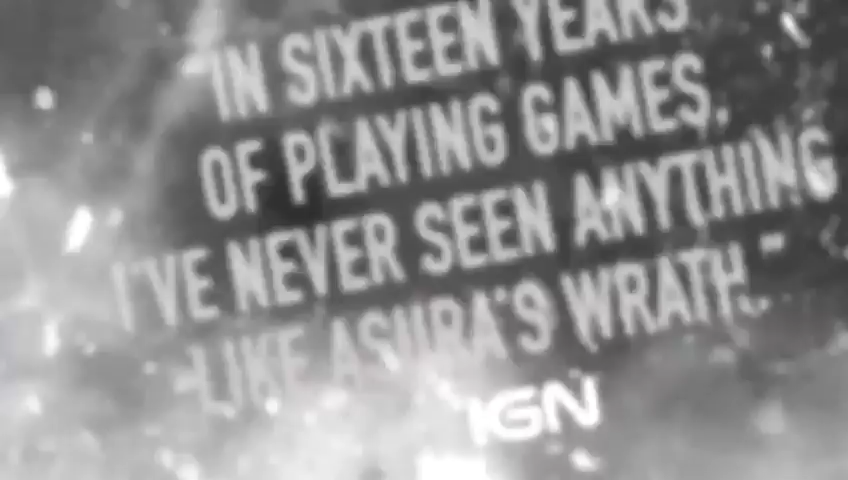 IN SIXTEEN YEARS
OF PLAYING GAMES,
I'VE NEVER SEEN ANYTHING
LIKE ASURA'S WRATH."
IGN